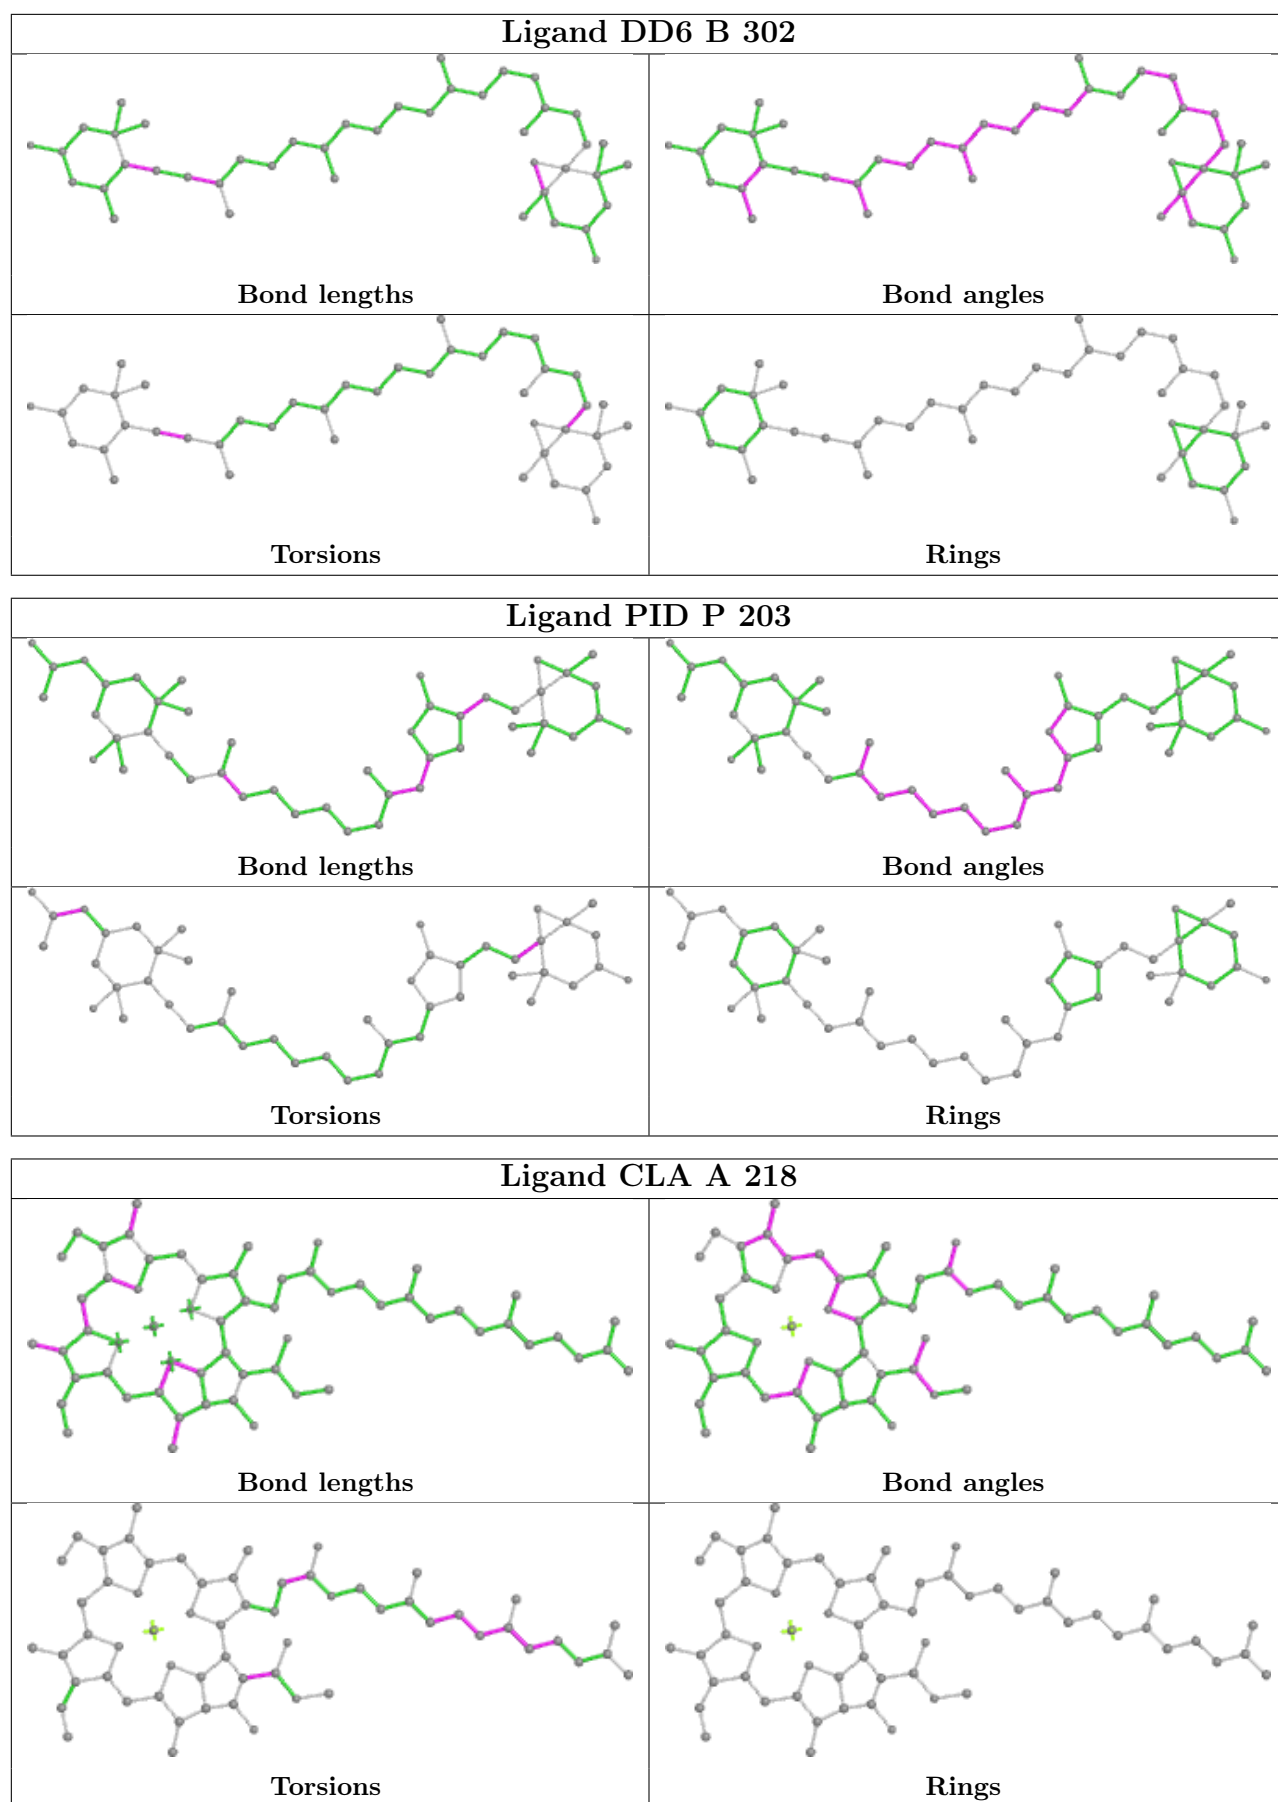 Ligand DD6 B 302
Bond lengths
Bond angles
Torsions
Rings
Ligand PID P 203
Bond lengths
Bond angles
Torsions
Rings
Ligand CLA A 218
Bond lengths
Bond angles
Torsions
Rings